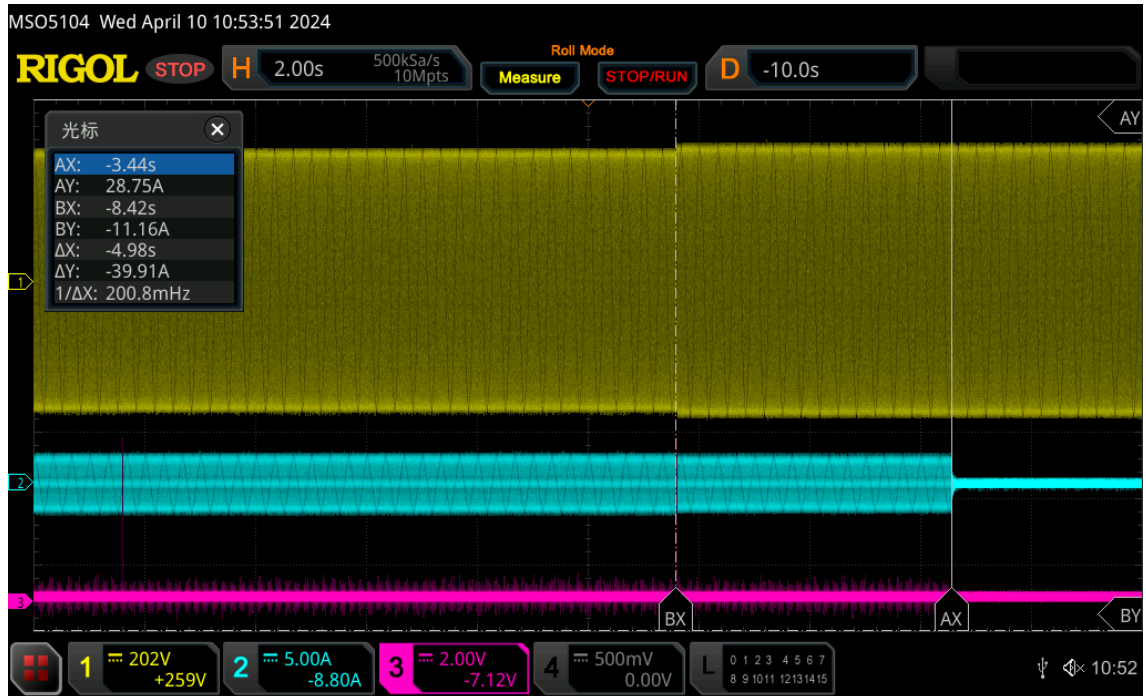 MSO5104 Wed April 10 10:53:51 2024
RIGOL STOP H 2.00s 500kSa/s 10Mpts Roll Mode Measure STOP/RUN D -10.0s
光标
AX: -3.44s
AY: 28.75A
BX: -8.42s
BY: -11.16A
ΔX: -4.98s
ΔY: -39.91A
1/ΔX: 200.8mHz
AY
1
2
3
BX AX BY
1 202V +259V 2 5.00A -8.80A 3 2.00V -7.12V 4 500mV 0.00V L 0 1 2 3 4 5 6 7 10:52
8 9 10 11 12 13 14 15